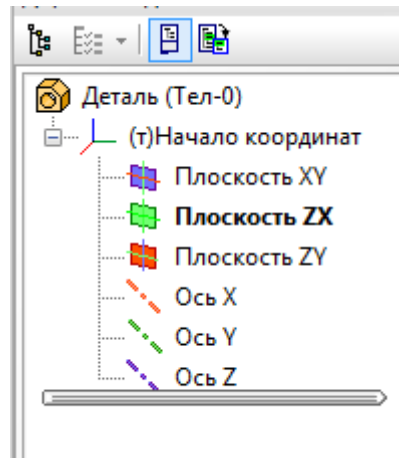 Деталь (Тел-0)
(т)Начало координат
Плоскость XY
Плоскость ZX
Плоскость ZY
Ось X
Ось Y
Ось Z